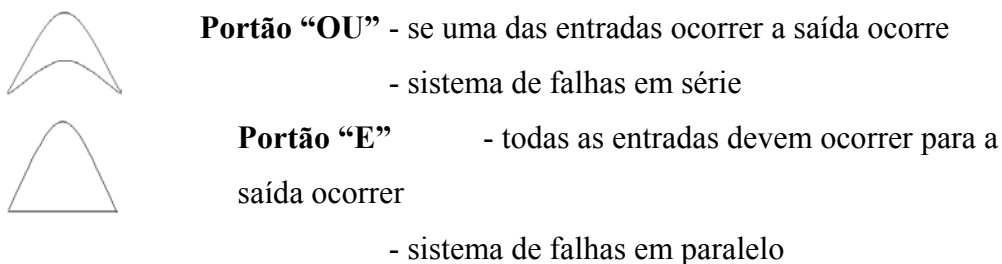 Portão “OU” - se uma das entradas ocorrer a saída ocorre
- sistema de falhas em série
Portão “E” - todas as entradas devem ocorrer para a
saída ocorrer
- sistema de falhas em paralelo